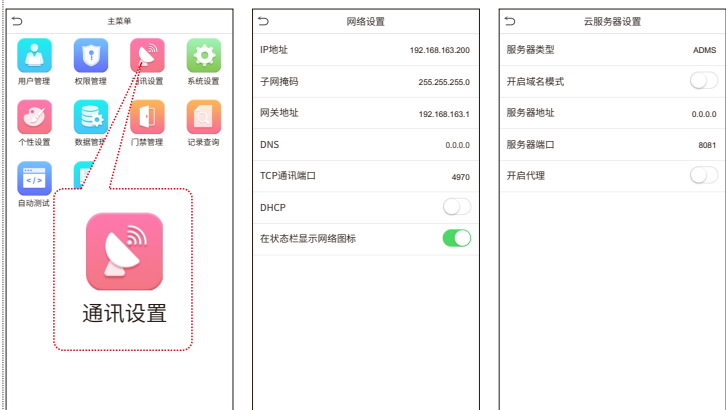 主菜单
用户管理
权限管理
通讯设置
系统设置
个性设置
数据管理
门禁管理
记录查询
自动测试
通讯设置
网络设置
IP地址 192.168.163.200
子网掩码 255.255.255.0
网关地址 192.168.163.1
DNS 0.0.0.0
TCP通讯端口 4970
DHCP
在状态栏显示网络图标
云服务器设置
服务器类型 ADMS
开启域名模式
服务器地址 0.0.0.0
服务器端口 8081
开启代理